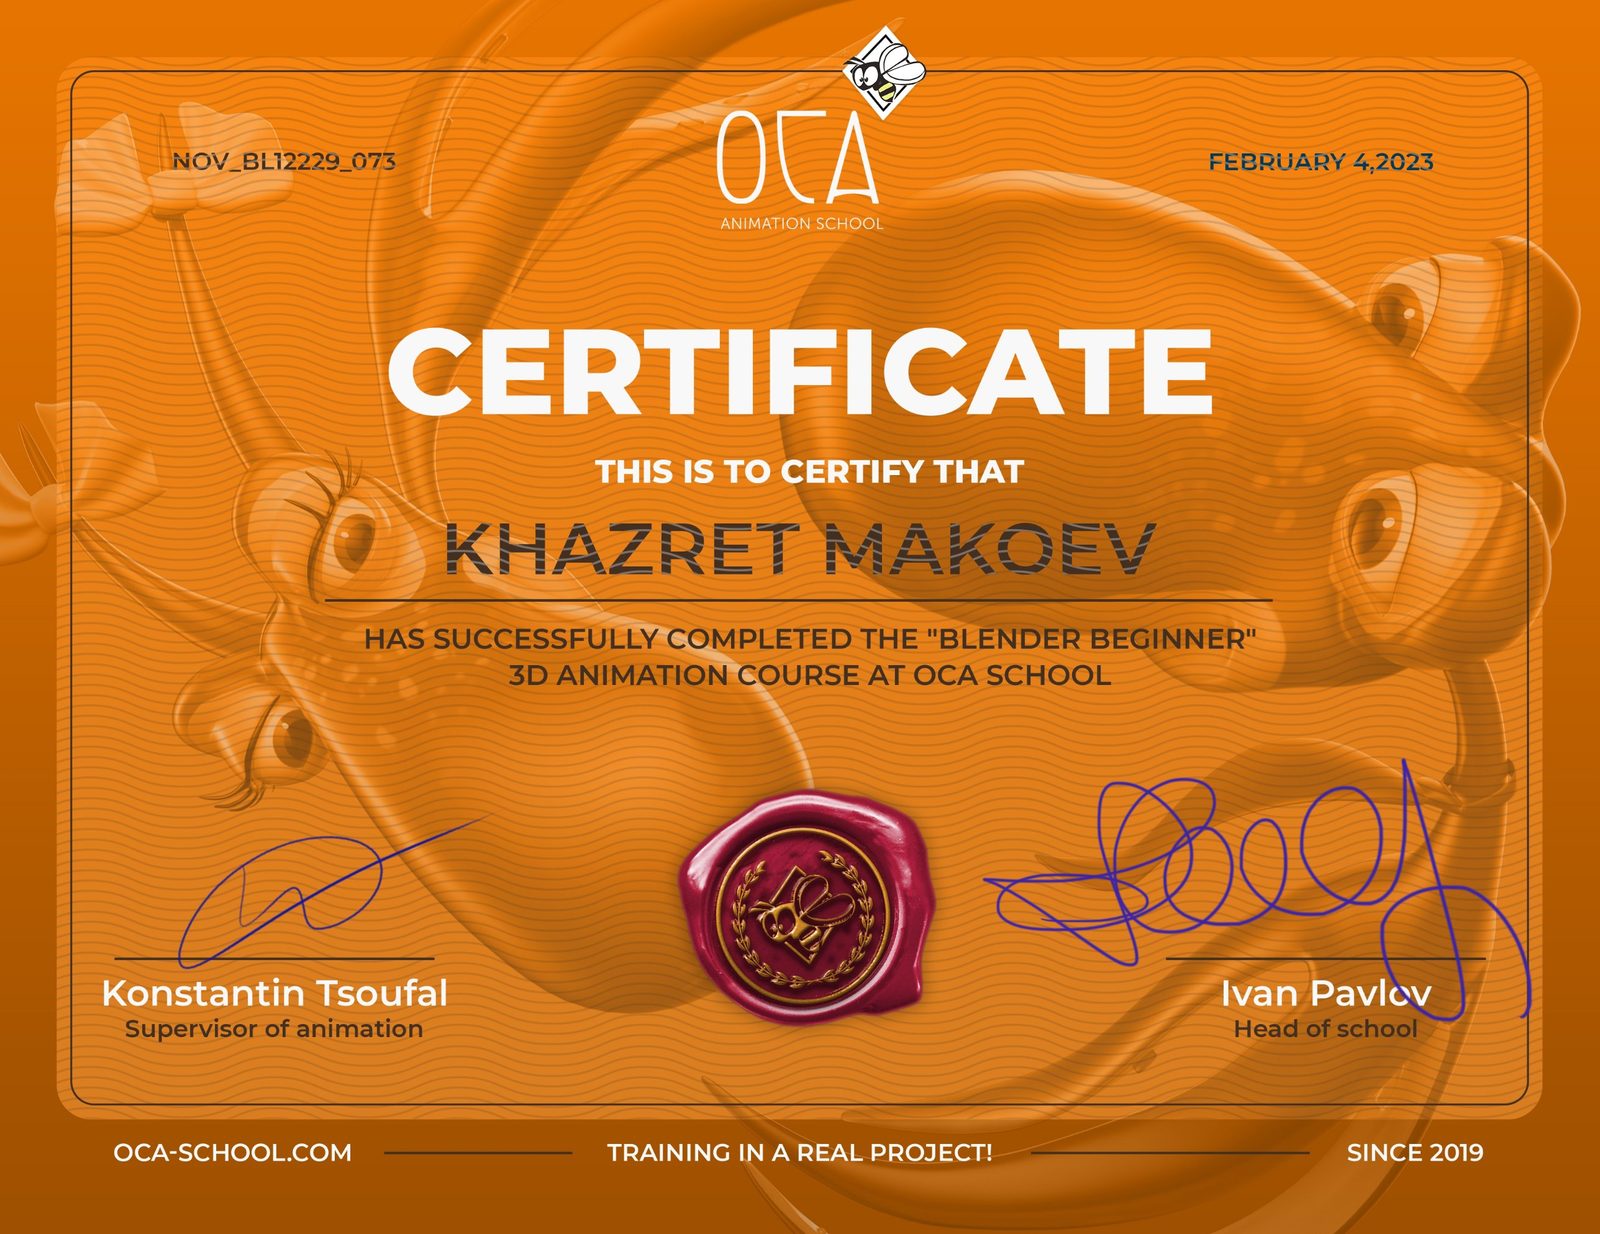 NOV_BL12229_073
FEBRUARY 4,2023
OCA
ANIMATION SCHOOL
CERTIFICATE
THIS IS TO CERTIFY THAT
KHAZRET MAKOEV
HAS SUCCESSFULLY COMPLETED THE "BLENDER BEGINNER"
3D ANIMATION COURSE AT OCA SCHOOL
Konstantin Tsoufal
Supervisor of animation
Ivan Pavlov
Head of school
OCA-SCHOOL.COM
TRAINING IN A REAL PROJECT!
SINCE 2019